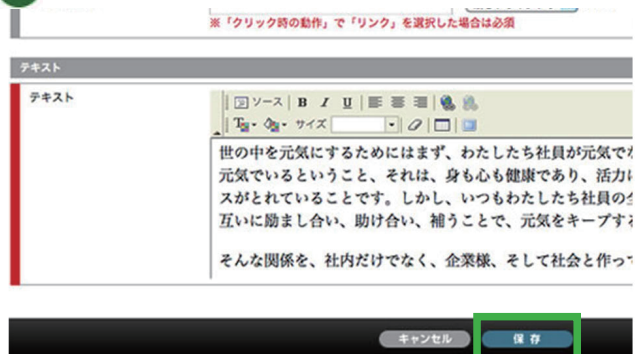 ※「クリック時の動作」で「リンク」を選択した場合は必須
テキスト
テキスト
ソース B I U
サイズ
世の中を元気にするためにはまず、わたしたち社員が元気で
元気でいるということ、それは、身も心も健康であり、活力
スがとれていることです。しかし、いつもわたしたち社員の
互いに励まし合い、助け合い、補うことで、元気をキープす
そんな関係を、社内だけでなく、企業様、そして社会と作っ
キャンセル 保存